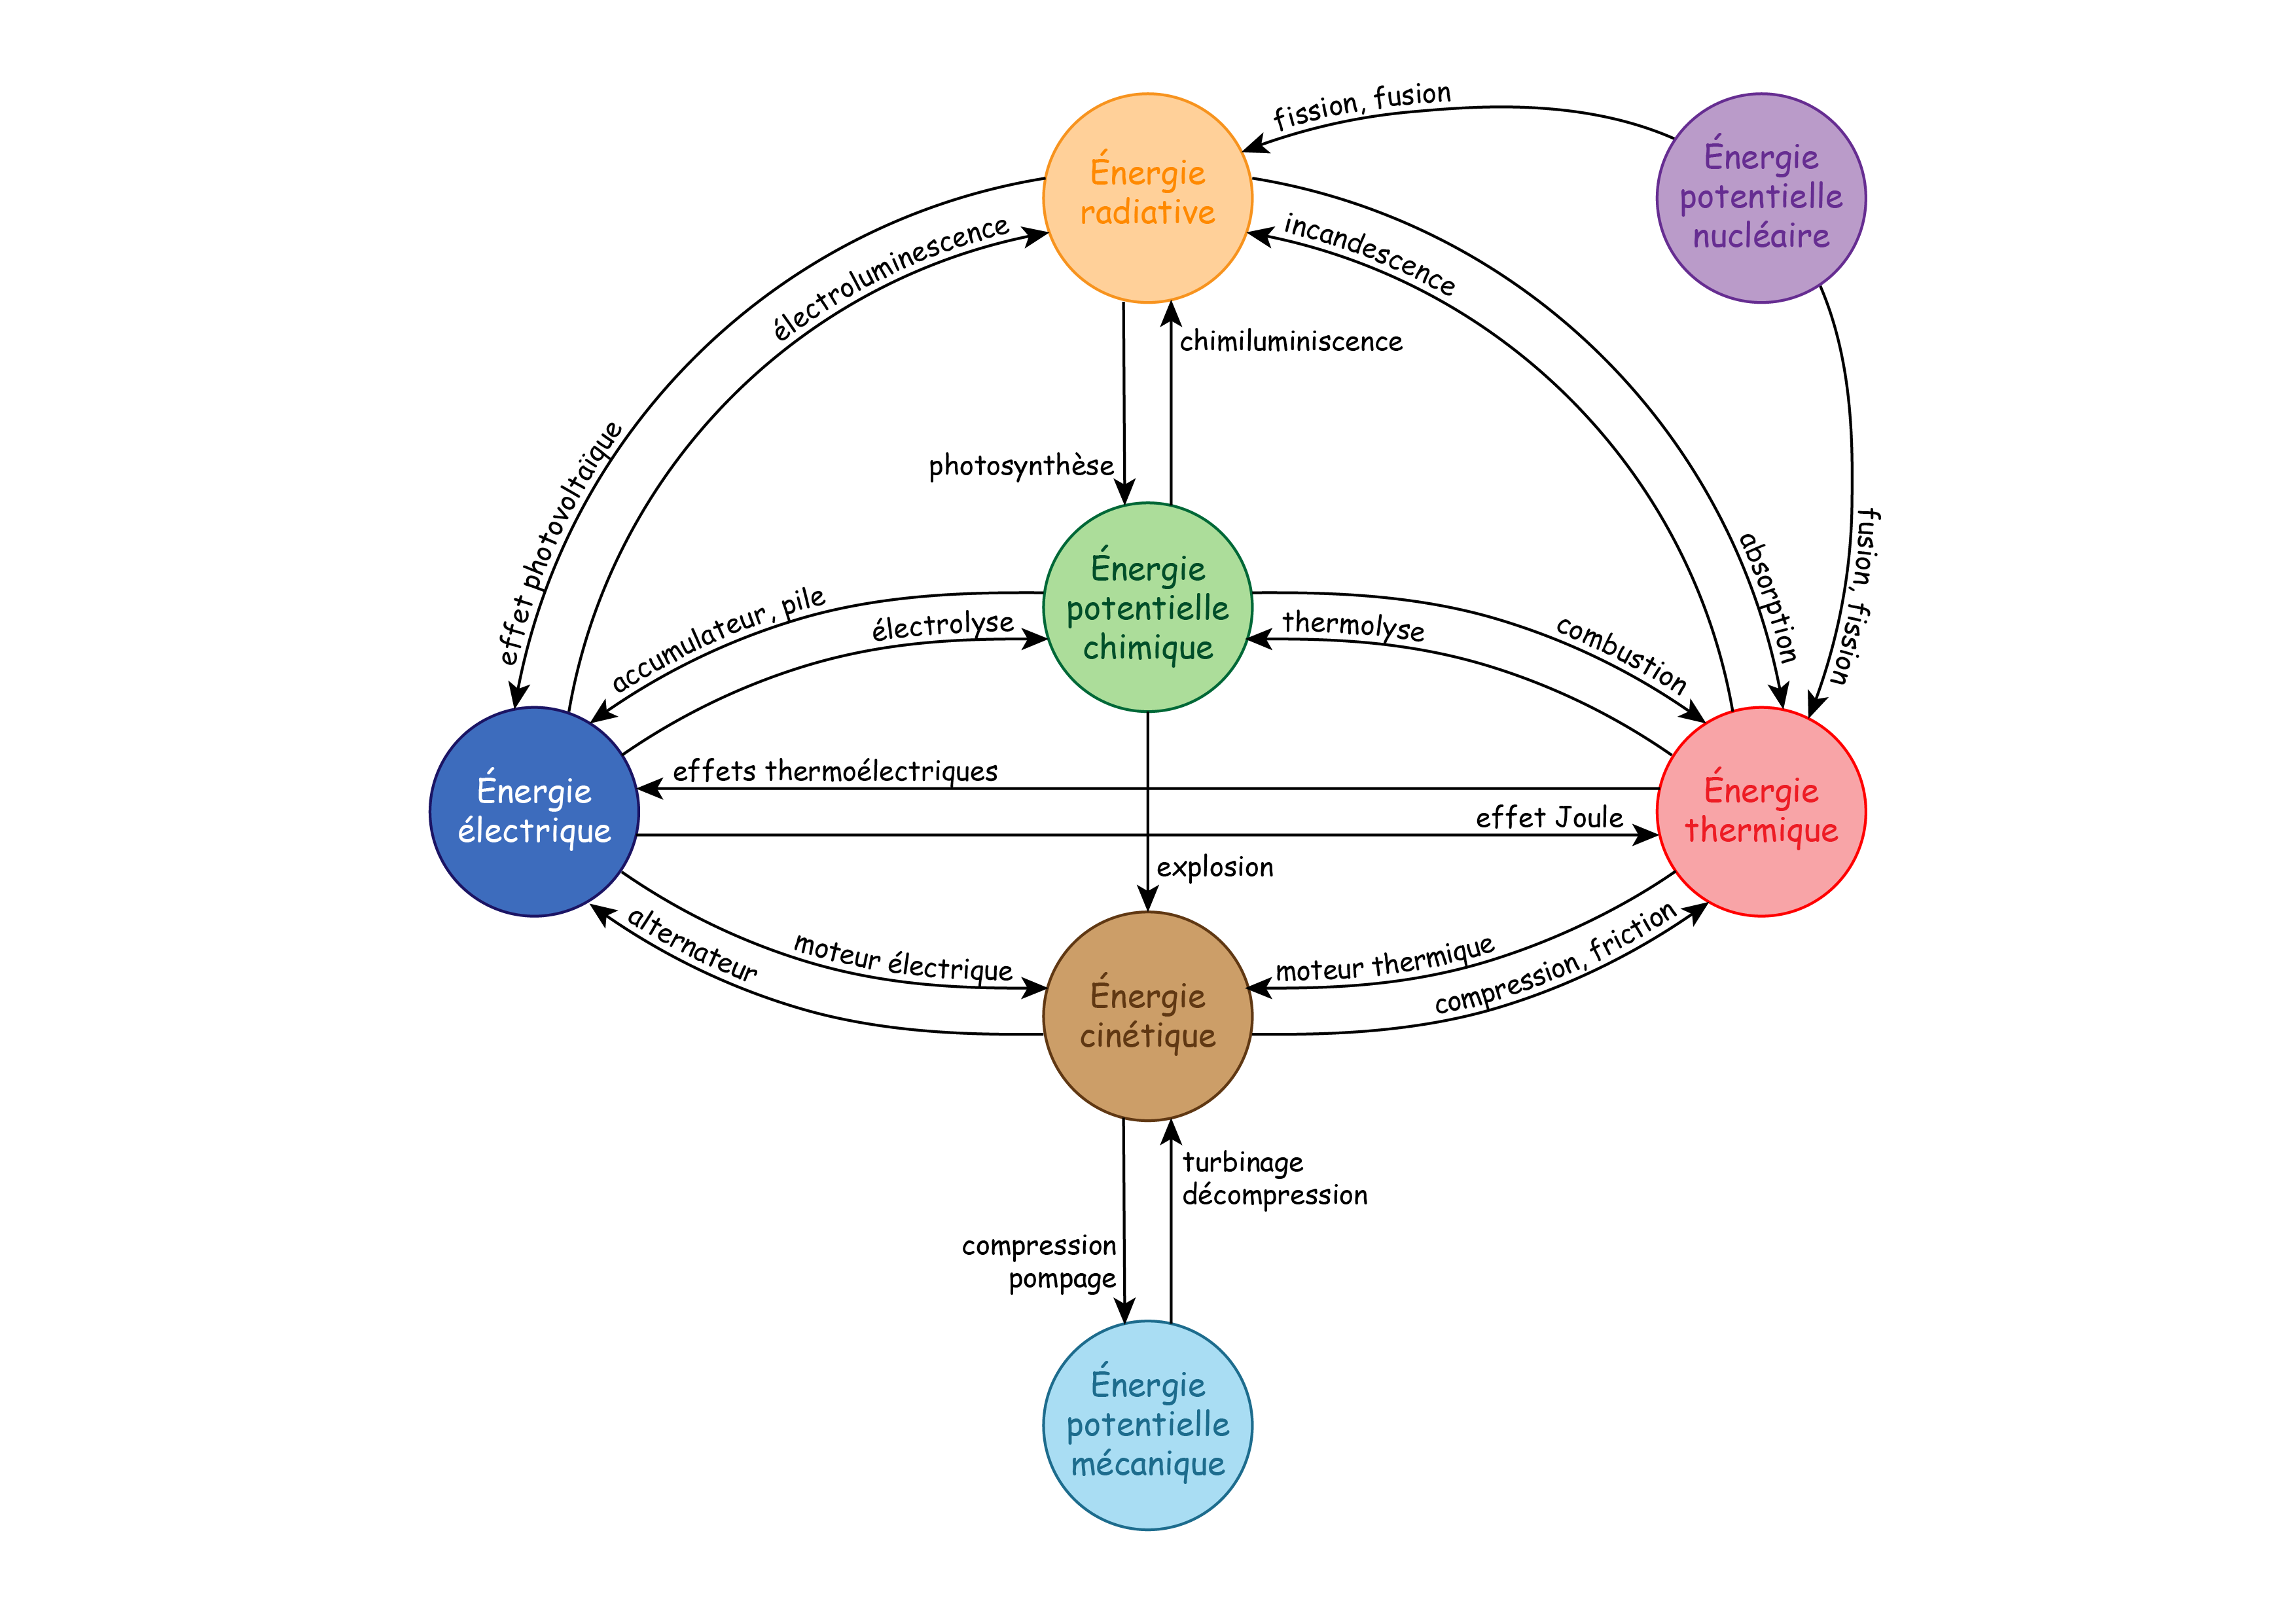 fission, fusion
Énergie
radiative
Énergie
potentielle
nucléaire
électroluminescence
incandescence
chimiluminiscence
effet photovoltaïque
photosynthèse
absorption
fusion, fission
Énergie
potentielle
chimique
accumulateur, pile
électrolyse
thermolyse
combustion
effets thermoélectriques
Énergie
électrique
effet Joule
Énergie
thermique
explosion
alternateur
moteur électrique
moteur thermique
compression, friction
Énergie
cinétique
turbinage
décompression
compression
pompage
Énergie
potentielle
mécanique